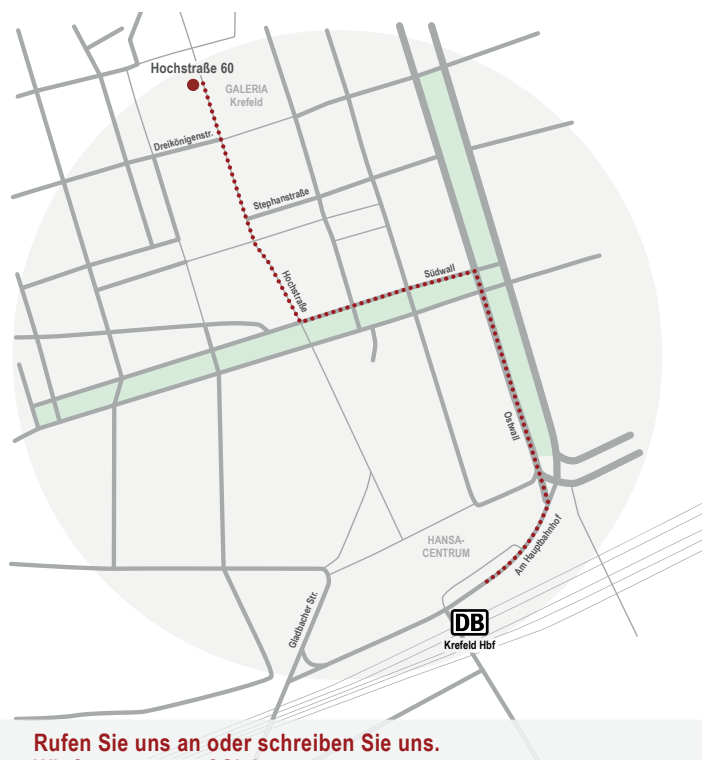 Hochstraße 60
GALERIA
Krefeld
Dreikönigenstr.
Stephanstraße
Hochstraße
Südwall
Ostwall
HANSA-
CENTRUM
Am Hauptbahnhof
Gladbacher Str.
DB
Krefeld Hbf
Rufen Sie uns an oder schreiben Sie uns.